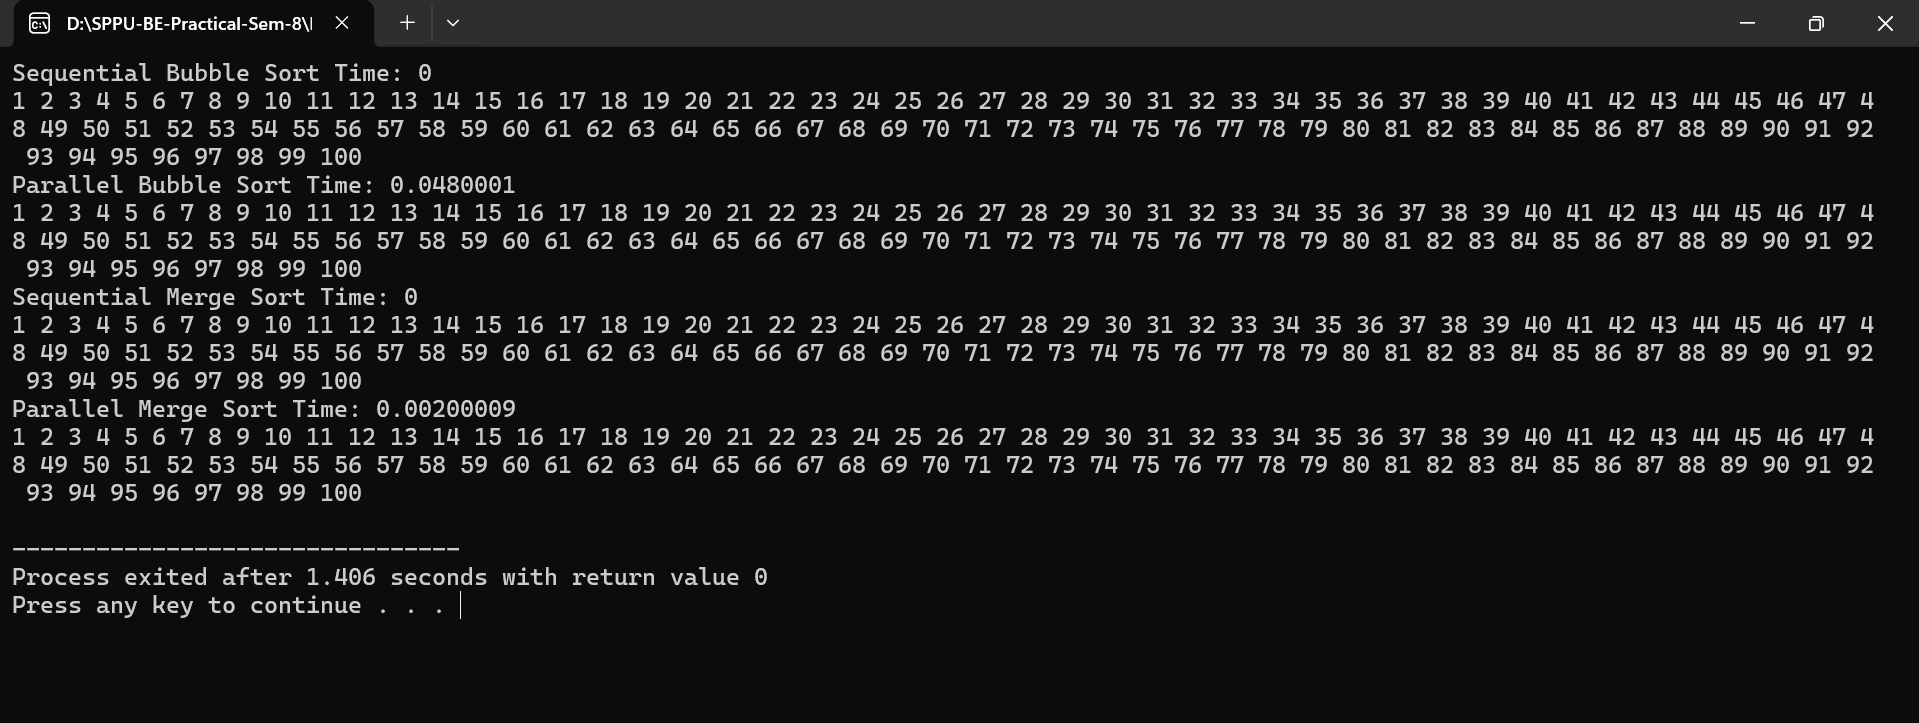 D:\SPPU-BE-Practical-Sem-8\
Sequential Bubble Sort Time: 0
1 2 3 4 5 6 7 8 9 10 11 12 13 14 15 16 17 18 19 20 21 22 23 24 25 26 27 28 29 30 31 32 33 34 35 36 37 38 39 40 41 42 43 44 45 46 47 4
8 49 50 51 52 53 54 55 56 57 58 59 60 61 62 63 64 65 66 67 68 69 70 71 72 73 74 75 76 77 78 79 80 81 82 83 84 85 86 87 88 89 90 91 92
 93 94 95 96 97 98 99 100
Parallel Bubble Sort Time: 0.0480001
1 2 3 4 5 6 7 8 9 10 11 12 13 14 15 16 17 18 19 20 21 22 23 24 25 26 27 28 29 30 31 32 33 34 35 36 37 38 39 40 41 42 43 44 45 46 47 4
8 49 50 51 52 53 54 55 56 57 58 59 60 61 62 63 64 65 66 67 68 69 70 71 72 73 74 75 76 77 78 79 80 81 82 83 84 85 86 87 88 89 90 91 92
 93 94 95 96 97 98 99 100
Sequential Merge Sort Time: 0
1 2 3 4 5 6 7 8 9 10 11 12 13 14 15 16 17 18 19 20 21 22 23 24 25 26 27 28 29 30 31 32 33 34 35 36 37 38 39 40 41 42 43 44 45 46 47 4
8 49 50 51 52 53 54 55 56 57 58 59 60 61 62 63 64 65 66 67 68 69 70 71 72 73 74 75 76 77 78 79 80 81 82 83 84 85 86 87 88 89 90 91 92
 93 94 95 96 97 98 99 100
Parallel Merge Sort Time: 0.00200009
1 2 3 4 5 6 7 8 9 10 11 12 13 14 15 16 17 18 19 20 21 22 23 24 25 26 27 28 29 30 31 32 33 34 35 36 37 38 39 40 41 42 43 44 45 46 47 4
8 49 50 51 52 53 54 55 56 57 58 59 60 61 62 63 64 65 66 67 68 69 70 71 72 73 74 75 76 77 78 79 80 81 82 83 84 85 86 87 88 89 90 91 92
 93 94 95 96 97 98 99 100
--------------------------------
Process exited after 1.406 seconds with return value 0
Press any key to continue . . .